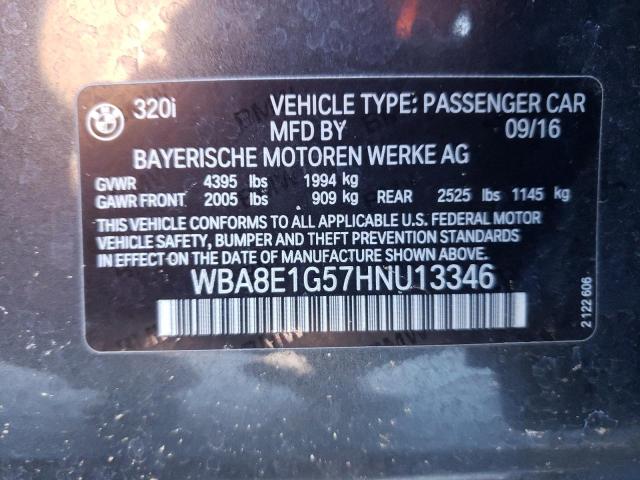 320i VEHICLE TYPE: PASSENGER CAR
MFD BY 09/16
BAYERISCHE MOTOREN WERKE AG
GVWR 4395 lbs 1994 kg
GAWR FRONT 2005 lbs 909 kg REAR 2525 lbs 1145 kg
THIS VEHICLE CONFORMS TO ALL APPLICABLE U.S. FEDERAL MOTOR
VEHICLE SAFETY, BUMPER AND THEFT PREVENTION STANDARDS
IN EFFECT ON THE DATE OF MANUFACTURE SHOWN ABOVE.
WBA8E1G57HNU13346
2 122 606